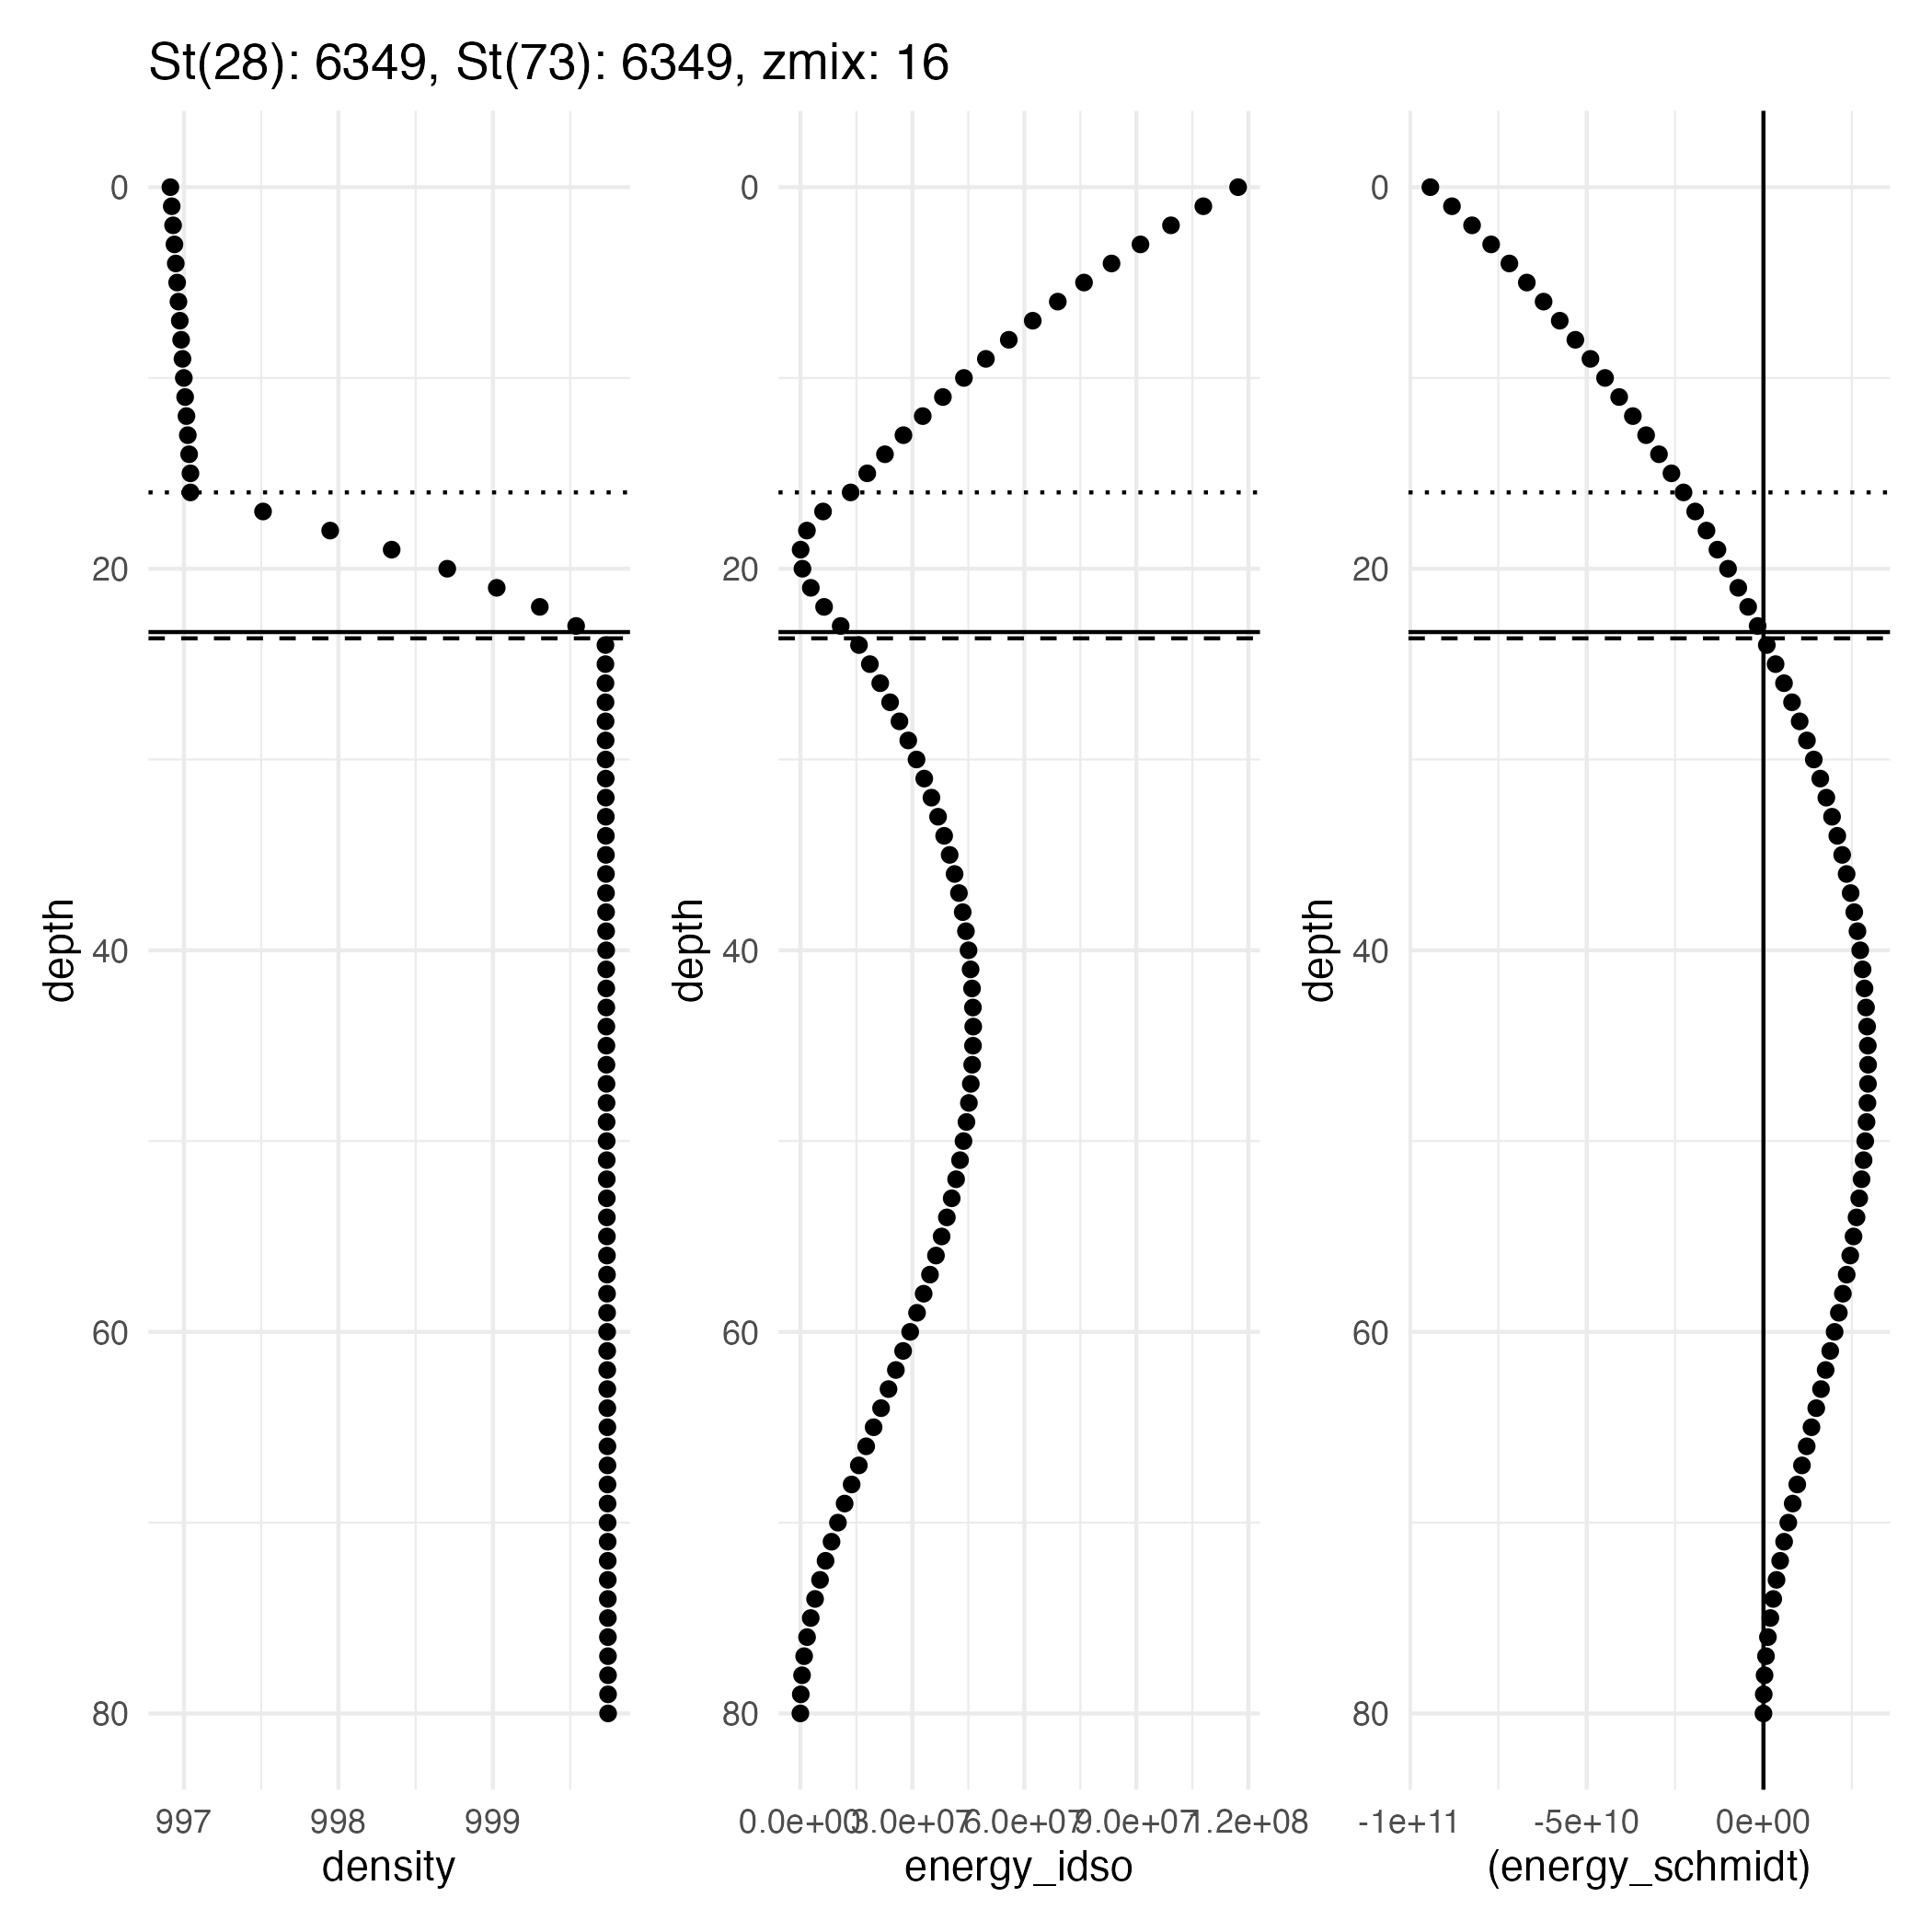 St(28): 6349, St(73): 6349, zmix: 16
0
20
40
60
80
depth
997 998 999
density
0
20
40
60
80
depth
0.0e+00 3.0e+07 6.0e+07 9.0e+07 1.2e+08
energy_idso
0
20
40
60
80
depth
-1e+11 -5e+10 0e+00
(energy_schmidt)